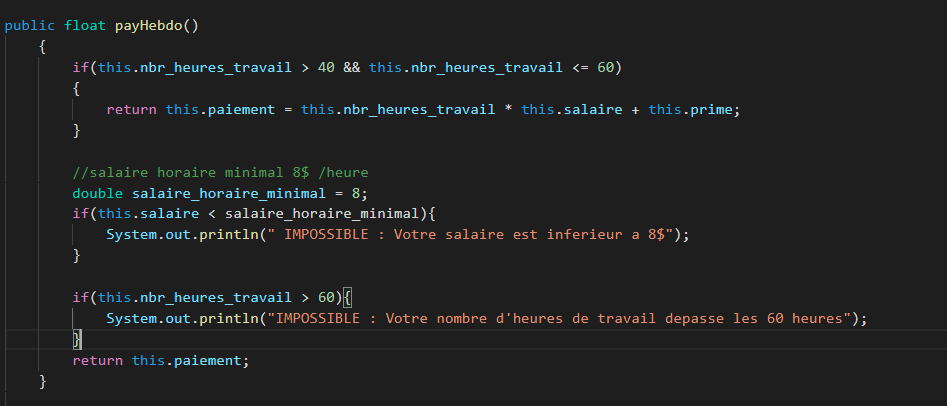 public float payHebdo()
{
if(this.nbr_heures_travail > 40 && this.nbr_heures_travail <= 60)
{
return this.paiement = this.nbr_heures_travail * this.salaire + this.prime;
}
//salaire horaire minimal 8$ /heure
double salaire_horaire_minimal = 8;
if(this.salaire < salaire_horaire_minimal){
System.out.println(" IMPOSSIBLE : Votre salaire est inferieur a 8$");
}
if(this.nbr_heures_travail > 60){
System.out.println("IMPOSSIBLE : Votre nombre d'heures de travail depasse les 60 heures");
}
return this.paiement;
}